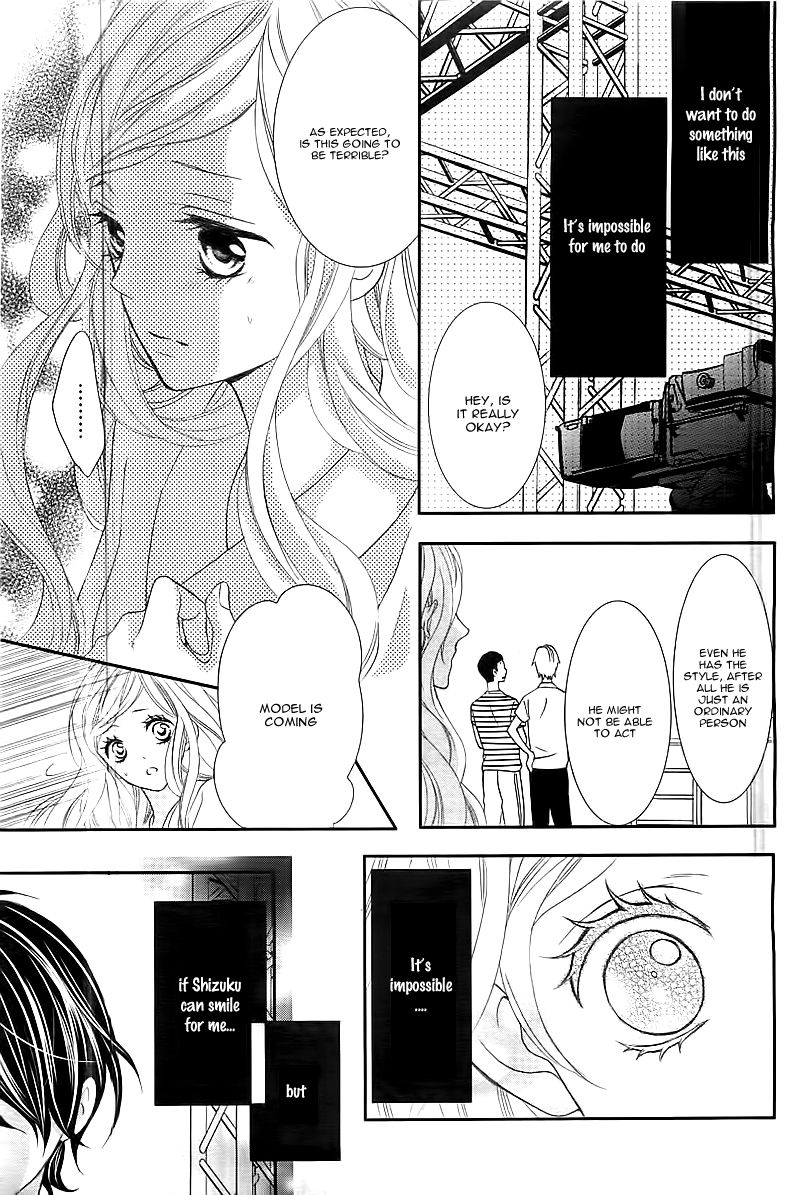 I don't
want to do
something
like this
It's impossible
for me to do
HEY, IS
IT REALLY
OKAY?
AS EXPECTED,
IS THIS GOING TO
BE TERRIBLE?
.........
EVEN HE
HAS THE
STYLE, AFTER
ALL HE IS
JUST AN
ORDINARY
PERSON
HE MIGHT
NOT BE ABLE
TO ACT
MODEL IS
COMING
It's
impossible
....
but
if Shizuku
can smile
for me...